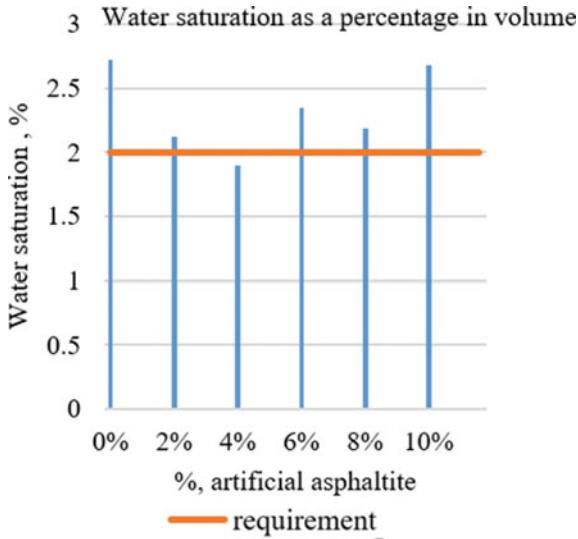 Water saturation as a percentage in volume
3
2.5
2
1.5
1
0.5
0
Water saturation , %
0% 2% 4% 6% 8% 10%
%, artificial asphaltite
requirement